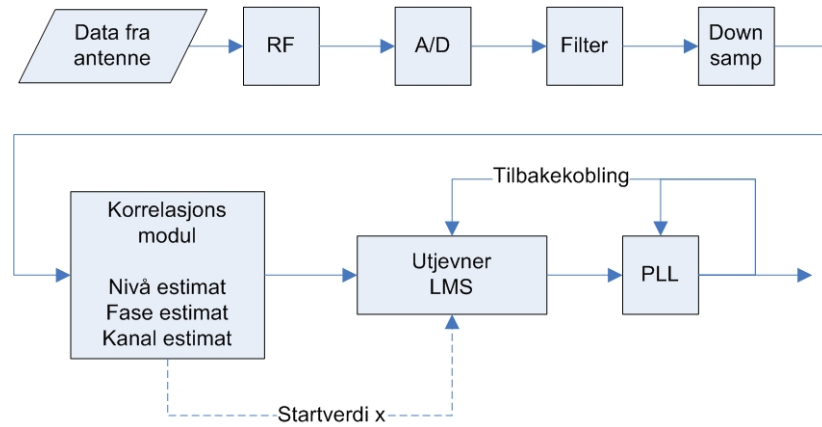 Data fra
antenne
RF
A/D
Filter
Down
samp
Tilbakekobling
Korrelasjons
modul
Nivå estimat
Fase estimat
Kanal estimat
Utjevner
LMS
PLL
Startverdi x